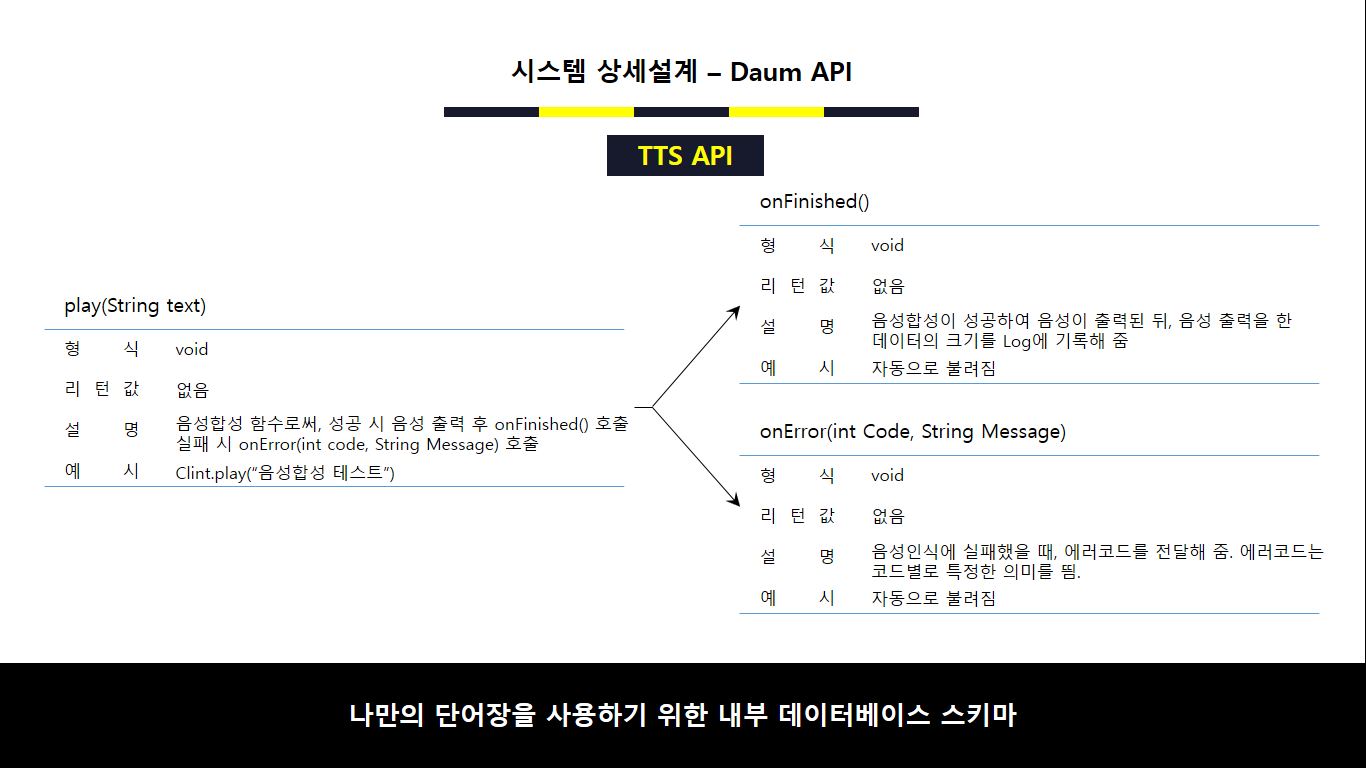 시스템 상세설계 – Daum API
TTS API
play(String text)
형 식 void
리 턴 값 없음
설 명 음성합성 함수로써, 성공 시 음성 출력 후 onFinished() 호출
실패 시 onError(int code, String Message) 호출
예 시 Clint.play(“음성합성 테스트”)
onFinished()
형 식 void
리 턴 값 없음
설 명 음성합성이 성공하여 음성이 출력된 뒤, 음성 출력을 한
데이터의 크기를 Log에 기록해 줌
예 시 자동으로 불려짐
onError(int Code, String Message)
형 식 void
리 턴 값 없음
설 명 음성인식에 실패했을 때, 에러코드를 전달해 줌. 에러코드는
코드별로 특정한 의미를 띔.
예 시 자동으로 불려짐
나만의 단어장을 사용하기 위한 내부 데이터베이스 스키마